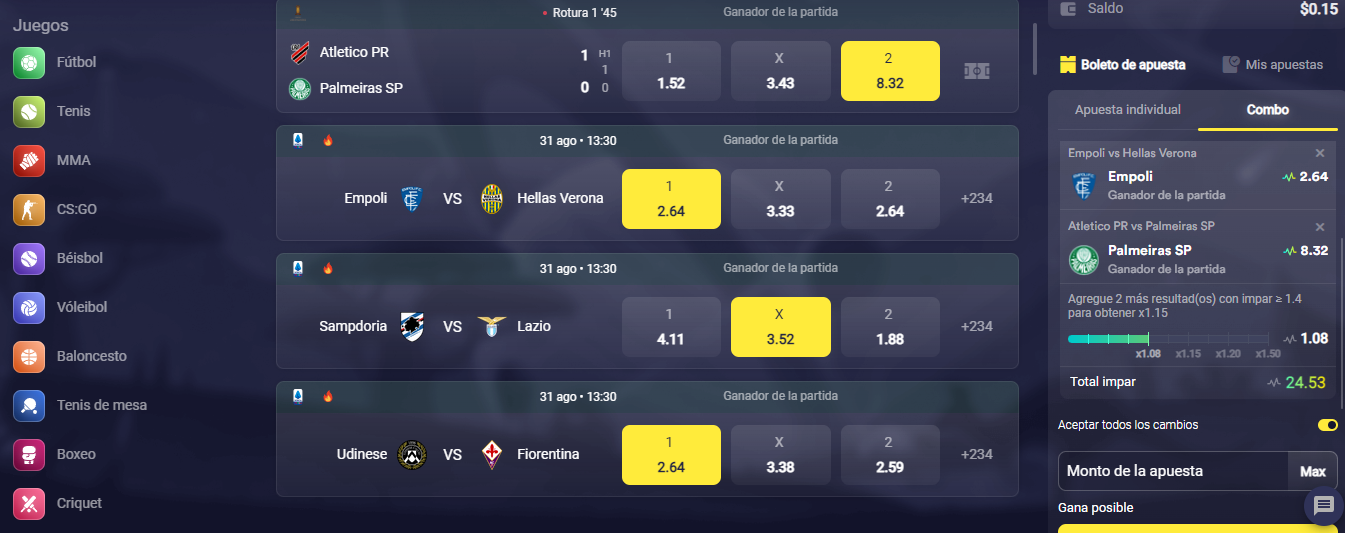 Juegos
Fútbol
Tenis
MMA
CS:GO
Béisbol
Vóleibol
Baloncesto
Tenis de mesa
Boxeo
Criquet
Rotura 1 '45 Ganador de la partida
Atletico PR 1 H1
1
Palmeiras SP 0 0
1 X 2
1.52 3.43 8.32
31 ago • 13:30 Ganador de la partida
Empoli VS Hellas Verona
1 X 2
2.64 3.33 2.64
+234
31 ago • 13:30 Ganador de la partida
Sampdoria VS Lazio
1 X 2
4.11 3.52 1.88
+234
31 ago • 13:30 Ganador de la partida
Udinese VS Fiorentina
1 X 2
2.64 3.38 2.59
+234
Saldo $0.15
Boleto de apuesta Mis apuestas
Apuesta individual Combo
Empoli vs Hellas Verona
Empoli 2.64
Ganador de la partida
Atletico PR vs Palmeiras SP
Palmeiras SP 8.32
Ganador de la partida
Agregue 2 más resultad(os) con impar ≥ 1.4
para obtener x1.15
1.08
x1.08 x1.15 x1.20 x1.50
Total impar 24.53
Aceptar todos los cambios
Monto de la apuesta Max
Gana posible